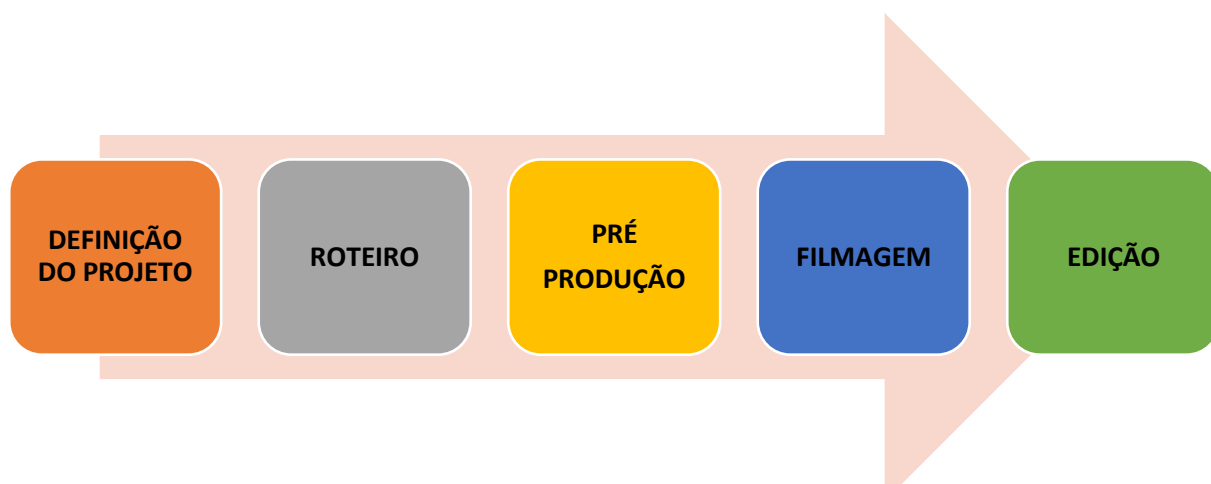 DEFINIÇÃO
DO PROJETO
ROTEIRO
PRÉ
PRODUÇÃO
FILMAGEM
EDIÇÃO